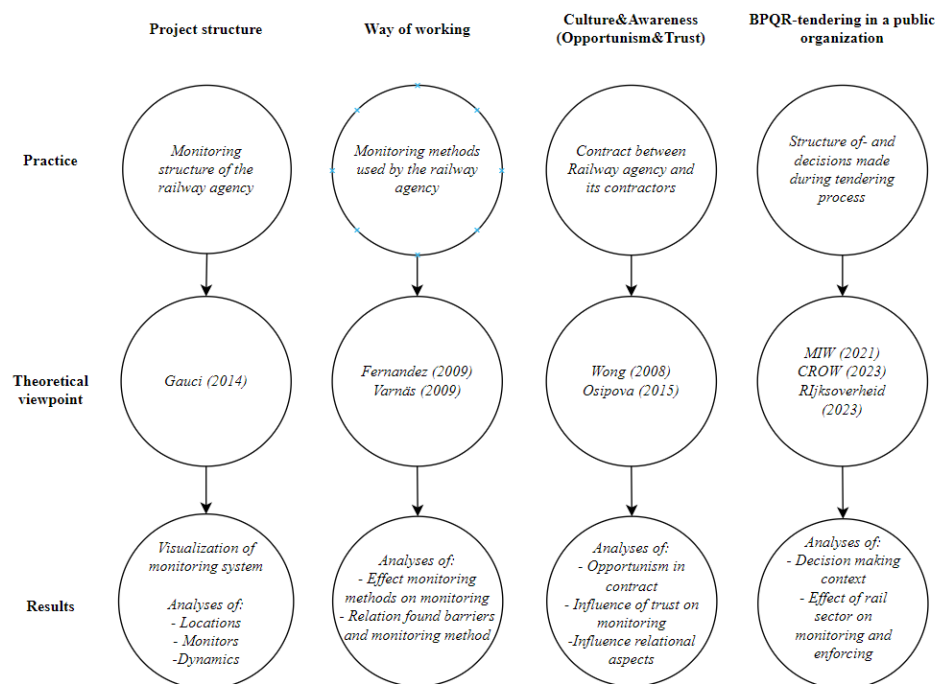 Project structure
Way of working
Culture&Awareness
(Opportunism&Trust)
BPQR-tendering in a public
organization
Practice
Monitoring
structure of the
railway agency
Monitoring methods
used by the railway
agency
Contract between
Railway agency and
its contractors
Structure of- and
decisions made
during tendering
process
Theoretical
viewpoint
Gauci (2014)
Fernandez (2009)
Varnäs (2009)
Wong (2008)
Osipova (2015)
MIW (2021)
CROW (2023)
RIjksoverheid
(2023)
Results
Visualization of
monitoring system
Analyses of:
- Locations
- Monitors
-Dynamics
Analyses of:
- Effect monitoring
methods on monitoring
- Relation found barriers
and monitoring method
Analyses of:
- Opportunism in
contract
- Influence of trust on
monitoring
-Influence relational
aspects
Analyses of:
- Decision making
context
- Effect of rail
sector on
monitoring and
enforcing